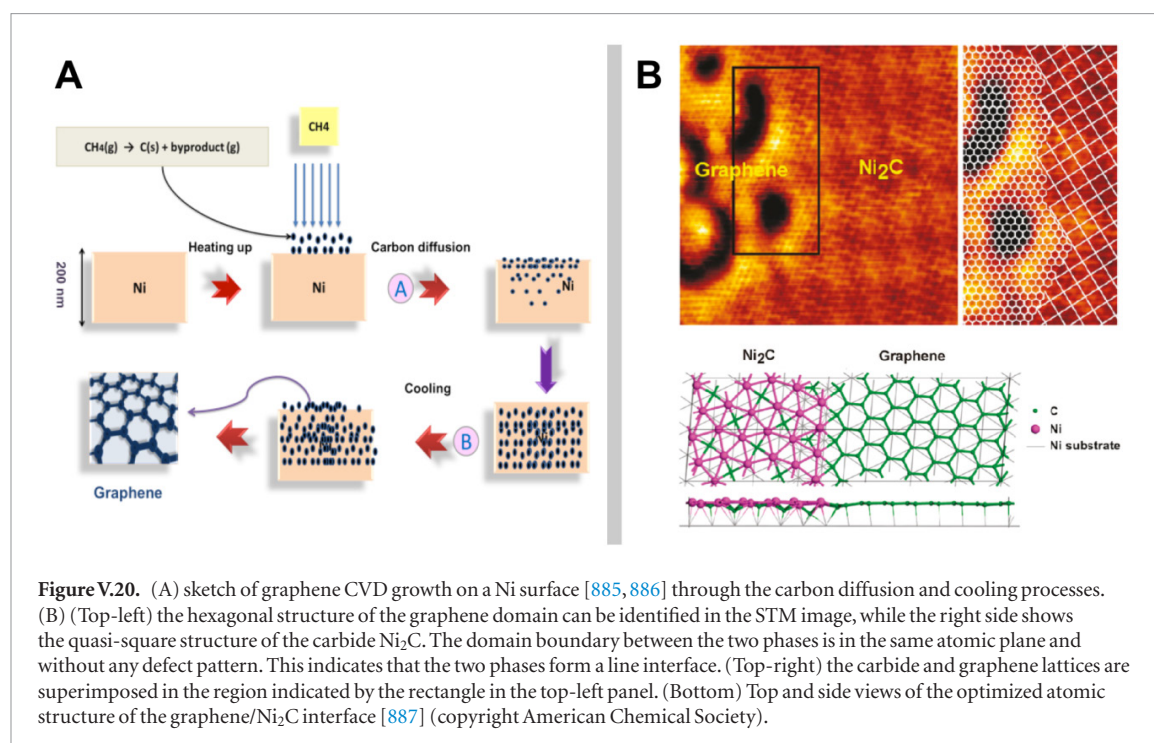 A
CH4
CH₄(g) → C(s) + byproduct (g)
Heating up
Carbon diffusion
200 nm
Ni
Ni
A
Ni
Cooling
B
Ni
Graphene
B
Graphene
Ni₂C
Ni₂C
Graphene
C
Ni
Ni substrate
Figure V.20. (A) sketch of graphene CVD growth on a Ni surface [885, 886] through the carbon diffusion and cooling processes.
(B) (Top-left) the hexagonal structure of the graphene domain can be identified in the STM image, while the right side shows
the quasi-square structure of the carbide Ni₂C. The domain boundary between the two phases is in the same atomic plane and
without any defect pattern. This indicates that the two phases form a line interface. (Top-right) the carbide and graphene lattices are
superimposed in the region indicated by the rectangle in the top-left panel. (Bottom) Top and side views of the optimized atomic
structure of the graphene/Ni₂C interface [887] (copyright American Chemical Society).